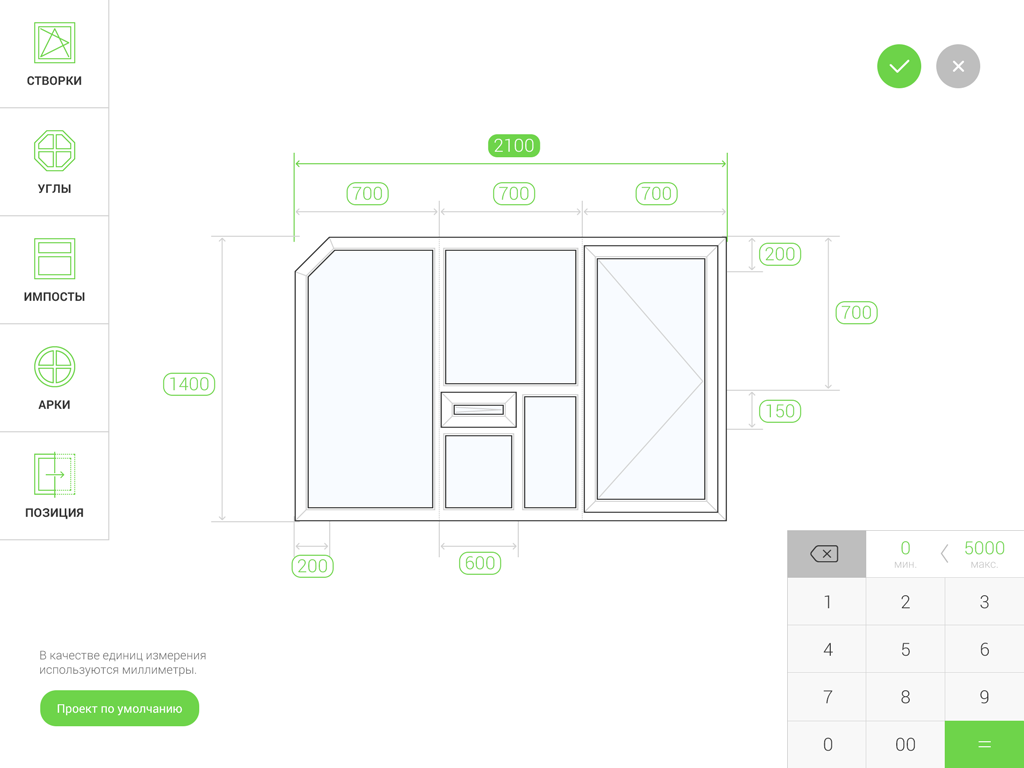 СТВОРКИ
УГЛЫ
ИМПОСТЫ
АРКИ
ПОЗИЦИЯ
2100
700 700 700
200
700
1400
150
200
600
В качестве единиц измерения
используются миллиметры.
Проект по умолчанию
0 5000
мин. макс.
1 2 3
4 5 6
7 8 9
0 00 =